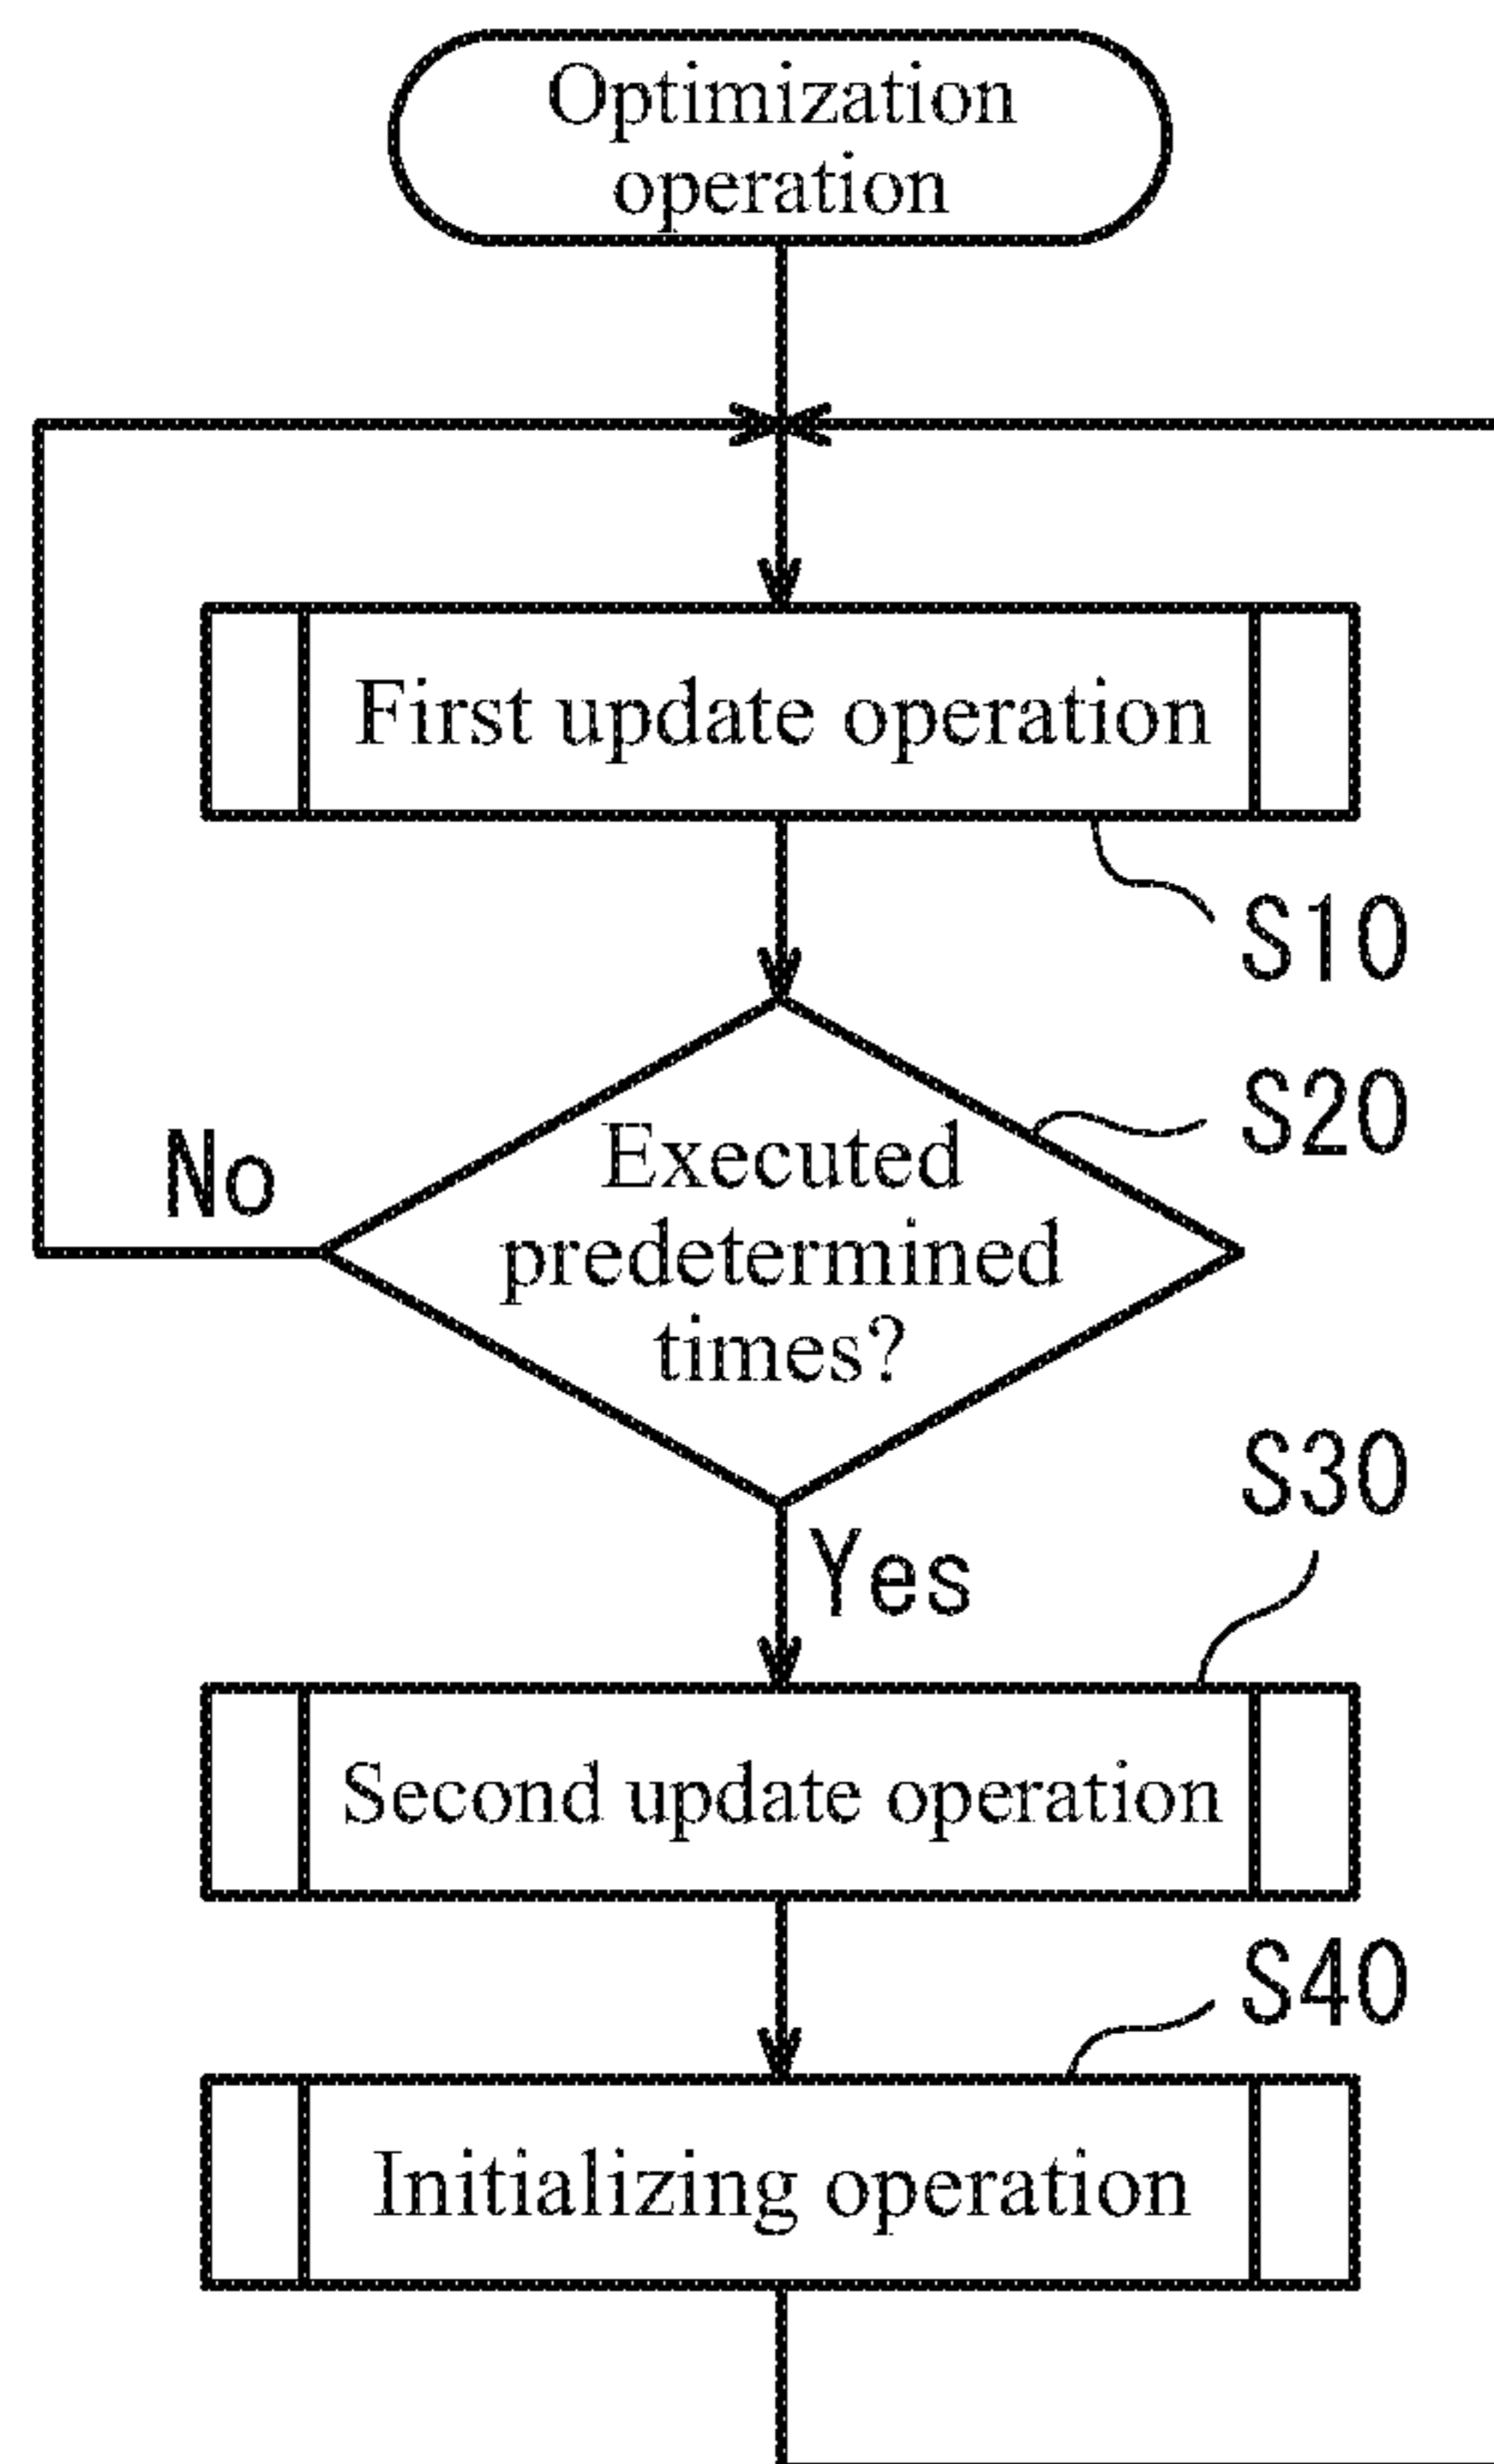 Optimization
operation
First update operation
S10
S20
Executed
predetermined
times?
No
Yes
S30
Second update operation
S40
Initializing operation